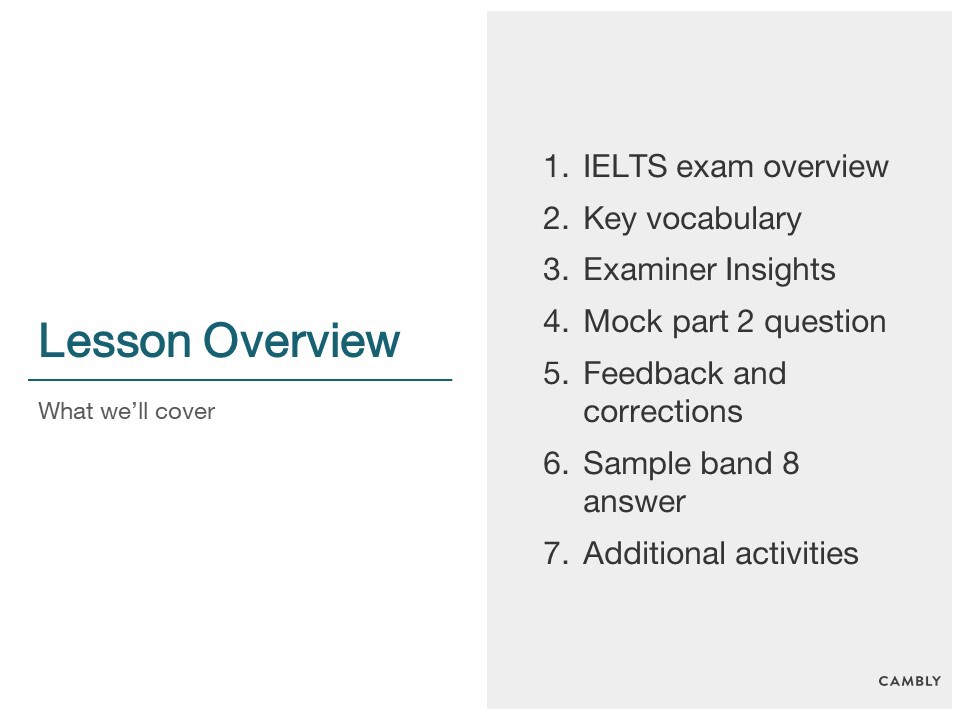 Lesson Overview
What we’ll cover
1. IELTS exam overview
2. Key vocabulary
3. Examiner Insights
4. Mock part 2 question
5. Feedback and
corrections
6. Sample band 8
answer
7. Additional activities
CAMBLY